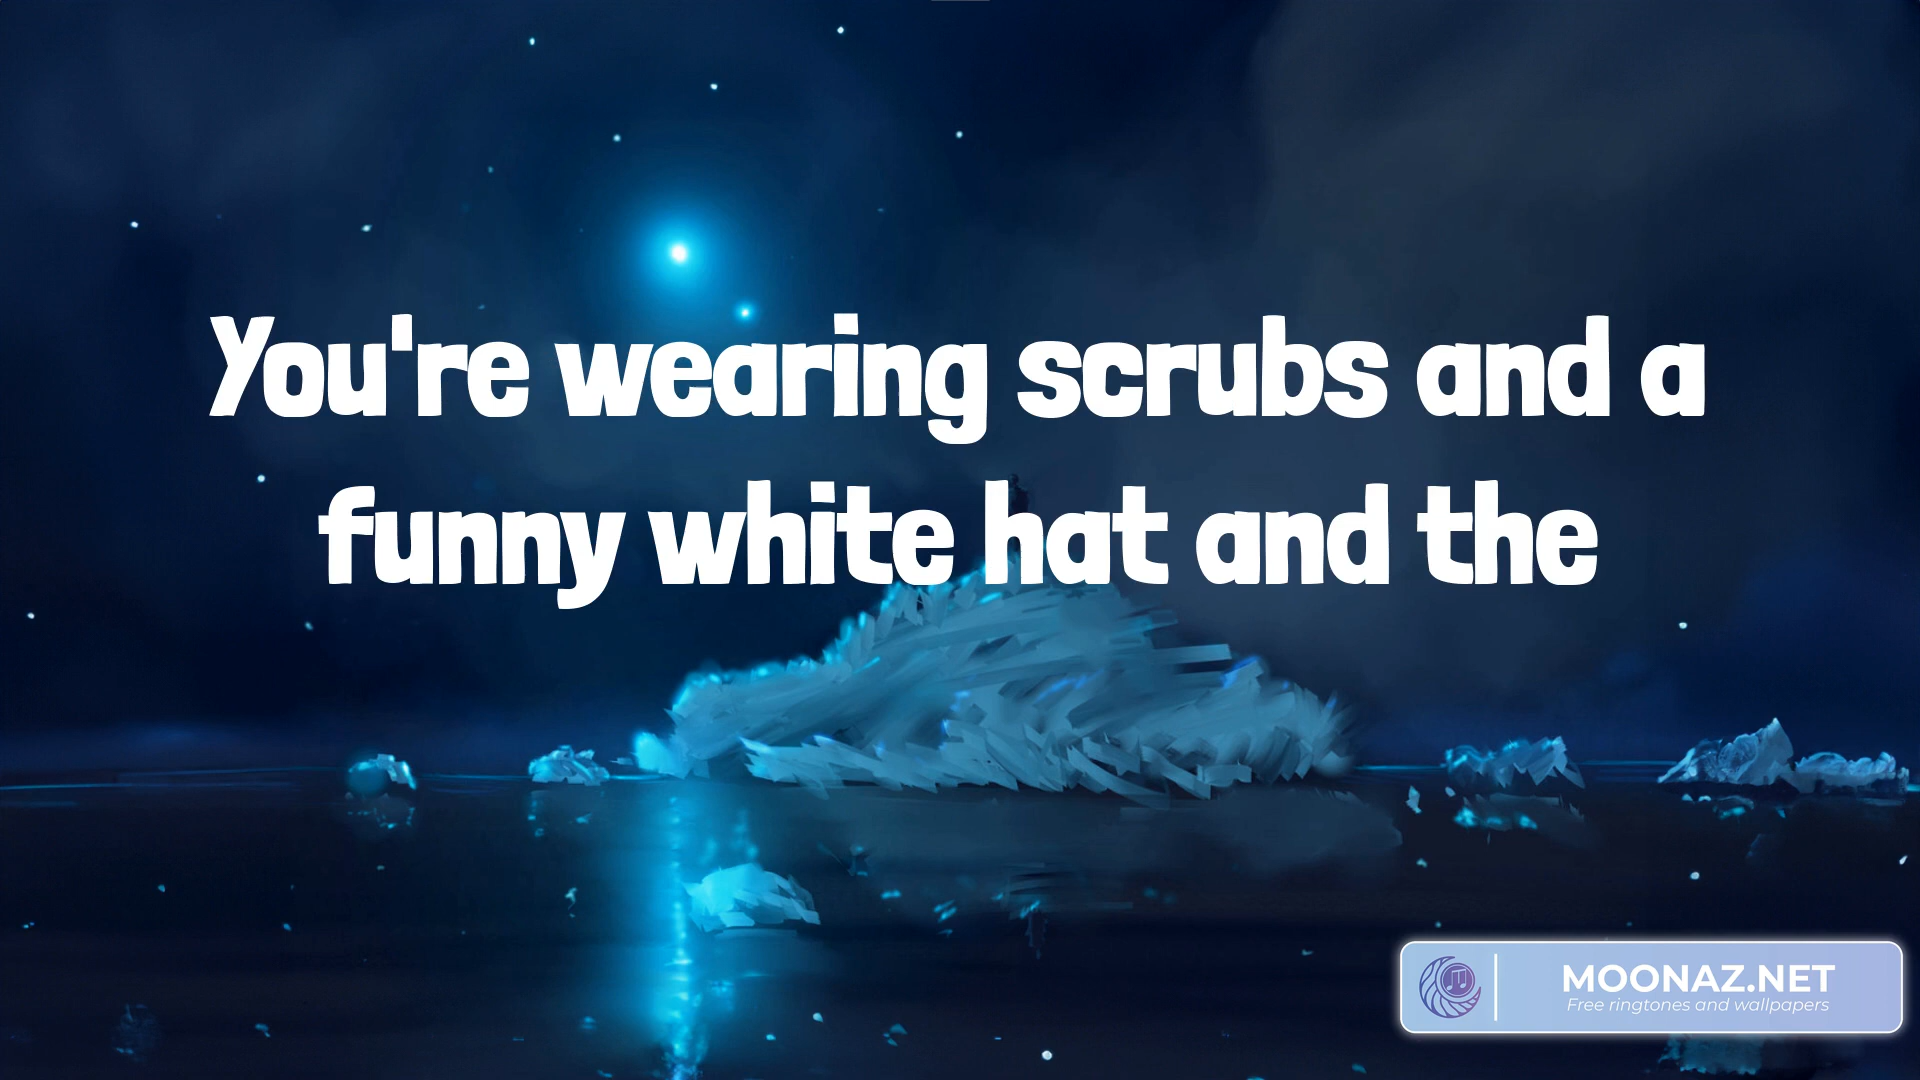 You're wearing scrubs and a
funny white hat and the
MOONAZ.NET
Free ringtones and wallpapers